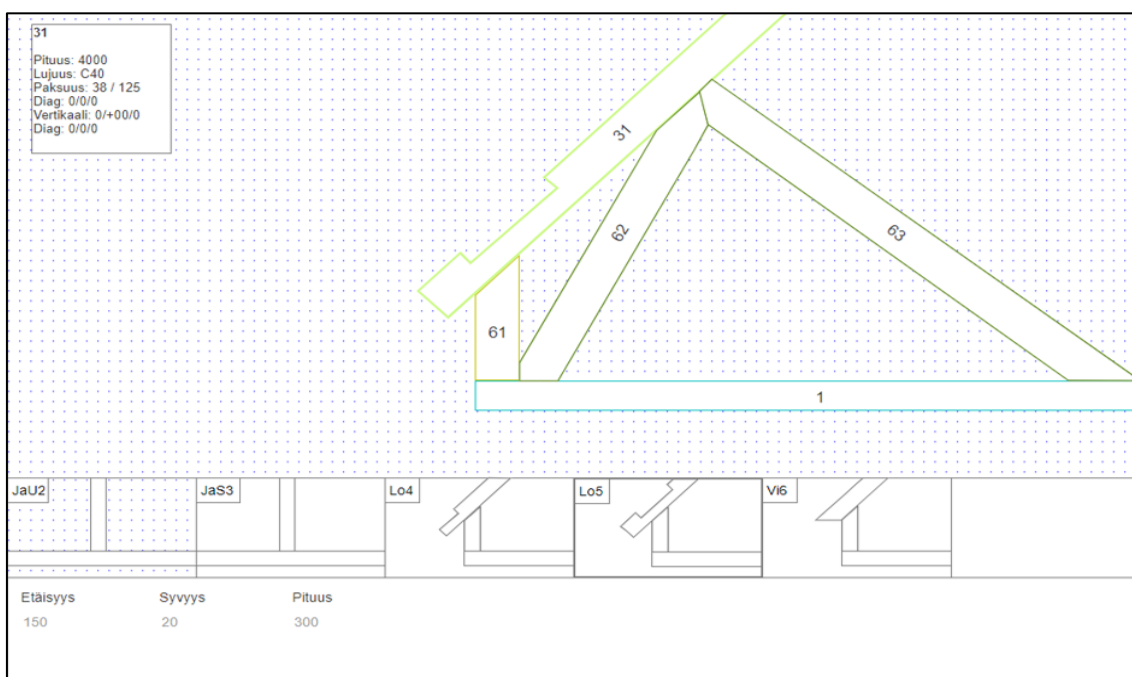 31
Pituus: 4000
Lujuus: C40
Paksuus: 38 / 125
Diag: 0/0/0
Vertikaali: 0/+00/0
Diag: 0/0/0
31
62
63
61
1
JaU2 JaS3 Lo4 Lo5 Vi6
Etäisyys Syvyys Pituus
150 20 300